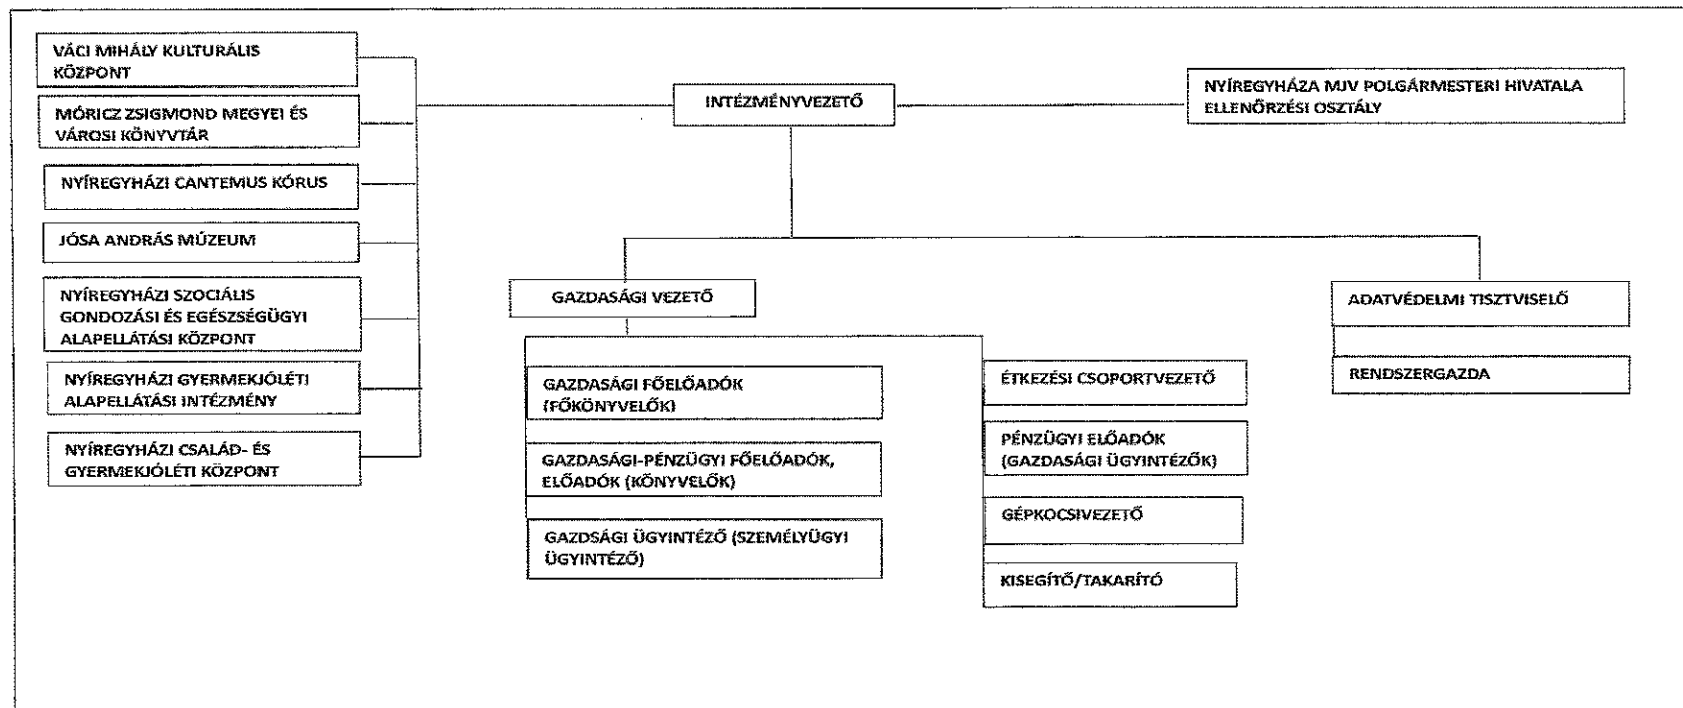 VÁCI MIHÁLY KULTURÁLIS
KÖZPONT
MÓRICZ ZSIGMOND MEGYEI ÉS
VÁROSI KÖNYVTÁR
NYÍREGYHÁZI CANTEMUS KÓRUS
JÓSA ANDRÁS MÚZEUM
NYÍREGYHÁZI SZOCIÁLIS
GONDOZÁSI ÉS EGÉSZSÉGÜGYI
ALAPELLÁTÁSI KÖZPONT
NYÍREGYHÁZI GYERMEKJÓLÉTI
ALAPELLÁTÁSI INTÉZMÉNY
NYÍREGYHÁZI CSALÁD- ÉS
GYERMEKJÓLÉTI KÖZPONT
INTÉZMÉNYVEZETŐ
NYÍREGYHÁZA MJV POLGÁRMESTERI HIVATALA
ELLENŐRZÉSI OSZTÁLY
GAZDASÁGI VEZETŐ
GAZDASÁGI FŐELŐADÓK
(FŐKÖNYVELŐK)
GAZDASÁGI-PÉNZÜGYI FŐELŐADÓK,
ELŐADÓK (KÖNYVELŐK)
GAZDSÁGI ÜGYINTÉZŐ (SZEMÉLYÜGYI
ÜGYINTÉZŐ)
ÉTKEZÉSI CSOPORTVEZETŐ
PÉNZÜGYI ELŐADÓK
(GAZDASÁGI ÜGYINTÉZŐK)
GÉPKOCSIVEZETŐ
KISEGÍTŐ/TAKARÍTÓ
ADATVÉDELMI TISZTVISELŐ
RENDSZERGAZDA